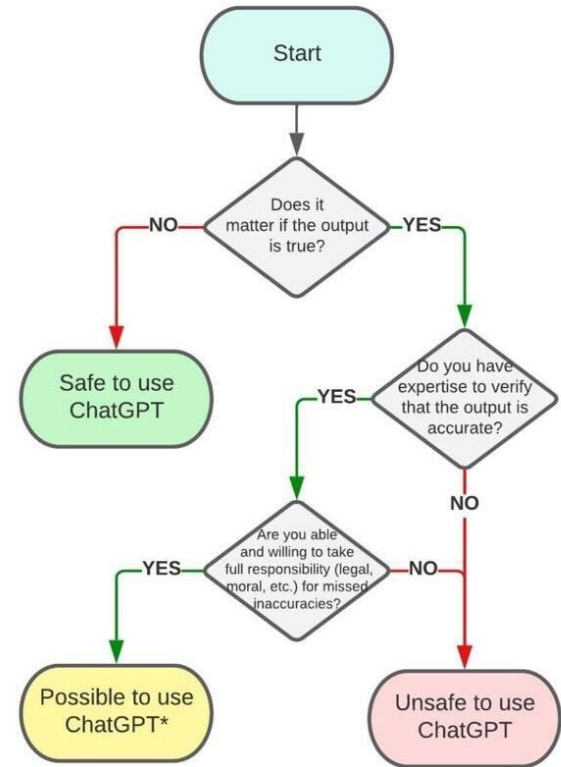 Start
Does it
matter if the output
is true?
NO
YES
Safe to use
ChatGPT
Do you have
expertise to verify
that the output is
accurate?
YES
NO
Are you able
and willing to take
full responsibility (legal,
moral, etc.) for missed
inaccuracies?
YES
NO
Possible to use
ChatGPT*
Unsafe to use
ChatGPT